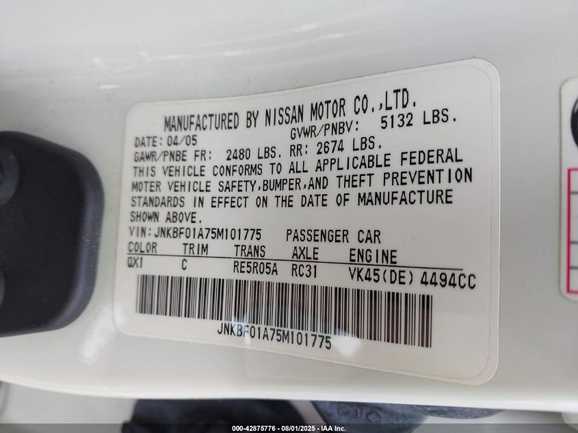 MANUFACTURED BY NISSAN MOTOR CO.,LTD.
DATE: 04/05 GVWR/PNBV: 5132 LBS.
GAWR/PNBE FR: 2480 LBS. RR: 2674 LBS.
THIS VEHICLE CONFORMS TO ALL APPLICABLE FEDERAL
MOTER VEHICLE SAFETY,BUMPER,AND THEFT PREVENTION
STANDARDS IN EFFECT ON THE DATE OF MANUFACTURE
SHOWN ABOVE.
VIN:JNKBF01A75M101775 PASSENGER CAR
COLOR TRIM TRANS AXLE ENGINE
QX1 C RE5R05A RC31 VK45(DE) 4494CC
JNKBF01A75M101775
000-42875776 - 08/01/2025 - IAA Inc.